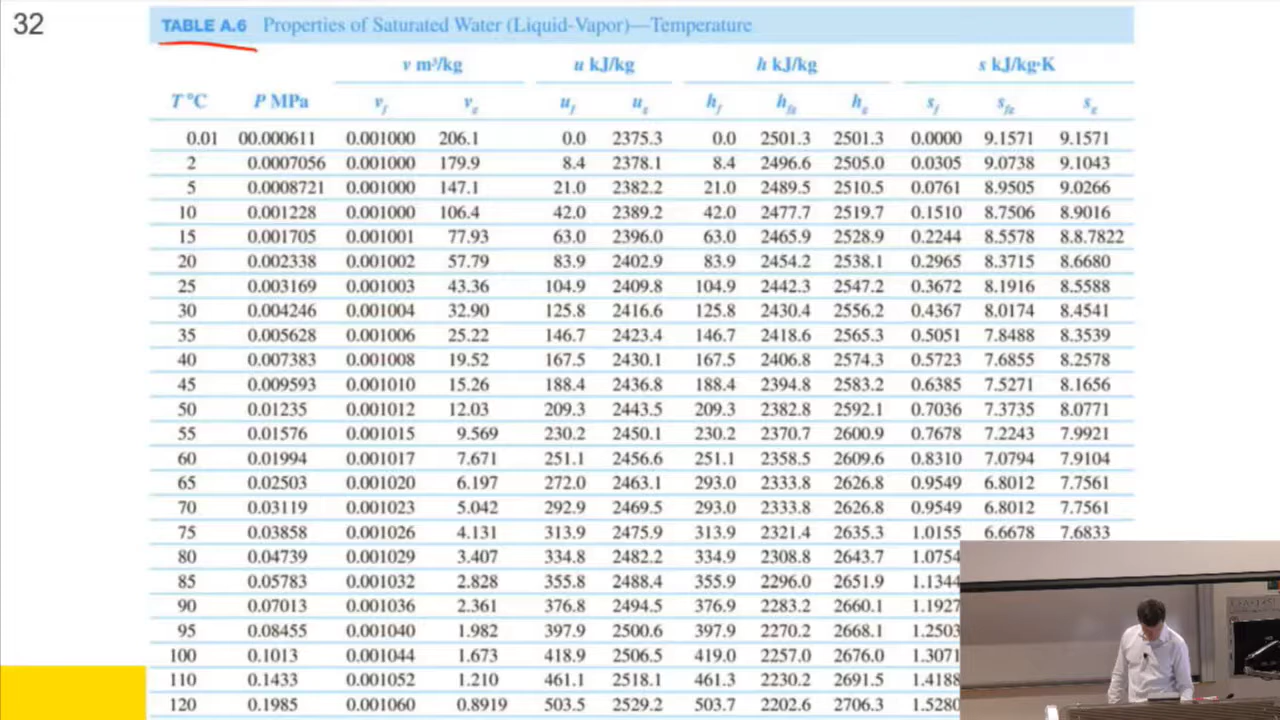 32
TABLE A.6 Properties of Saturated Water (Liquid-Vapor)—Temperature
v m³/kg u kJ/kg h kJ/kg s kJ/kg·K
T °C P MPa v_f v_g u_f u_g h_f h_fg h_g s_f s_fg s_g
0.01 00.000611 0.001000 206.1 0.0 2375.3 0.0 2501.3 2501.3 0.0000 9.1571 9.1571
2 0.0007056 0.001000 179.9 8.4 2378.1 8.4 2496.6 2505.0 0.0305 9.0738 9.1043
5 0.0008721 0.001000 147.1 21.0 2382.2 21.0 2489.5 2510.5 0.0761 8.9505 9.0266
10 0.001228 0.001000 106.4 42.0 2389.2 42.0 2477.7 2519.7 0.1510 8.7506 8.9016
15 0.001705 0.001001 77.93 63.0 2396.0 63.0 2465.9 2528.9 0.2244 8.5578 8.8.7822
20 0.002338 0.001002 57.79 83.9 2402.9 83.9 2454.2 2538.1 0.2965 8.3715 8.6680
25 0.003169 0.001003 43.36 104.9 2409.8 104.9 2442.3 2547.2 0.3672 8.1916 8.5588
30 0.004246 0.001004 32.90 125.8 2416.6 125.8 2430.4 2556.2 0.4367 8.0174 8.4541
35 0.005628 0.001006 25.22 146.7 2423.4 146.7 2418.6 2565.3 0.5051 7.8488 8.3539
40 0.007383 0.001008 19.52 167.5 2430.1 167.5 2406.8 2574.3 0.5723 7.6855 8.2578
45 0.009593 0.001010 15.26 188.4 2436.8 188.4 2394.8 2583.2 0.6385 7.5271 8.1656
50 0.01235 0.001012 12.03 209.3 2443.5 209.3 2382.8 2592.1 0.7036 7.3735 8.0771
55 0.01576 0.001015 9.569 230.2 2450.1 230.2 2370.7 2600.9 0.7678 7.2243 7.9921
60 0.01994 0.001017 7.671 251.1 2456.6 251.1 2358.5 2609.6 0.8310 7.0794 7.9104
65 0.02503 0.001020 6.197 272.0 2463.1 293.0 2333.8 2626.8 0.9549 6.8012 7.7561
70 0.03119 0.001023 5.042 292.9 2469.5 293.0 2333.8 2626.8 0.9549 6.8012 7.7561
75 0.03858 0.001026 4.131 313.9 2475.9 313.9 2321.4 2635.3 1.0155 6.6678 7.6833
80 0.04739 0.001029 3.407 334.8 2482.2 334.9 2308.8 2643.7 1.0754
85 0.05783 0.001032 2.828 355.8 2488.4 355.9 2296.0 2651.9 1.1344
90 0.07013 0.001036 2.361 376.8 2494.5 376.9 2283.2 2660.1 1.1927
95 0.08455 0.001040 1.982 397.9 2500.6 397.9 2270.2 2668.1 1.2503
100 0.1013 0.001044 1.673 418.9 2506.5 419.0 2257.0 2676.0 1.3071
110 0.1433 0.001052 1.210 461.1 2518.1 461.3 2230.2 2691.5 1.4188
120 0.1985 0.001060 0.8919 503.5 2529.2 503.7 2202.6 2706.3 1.5280